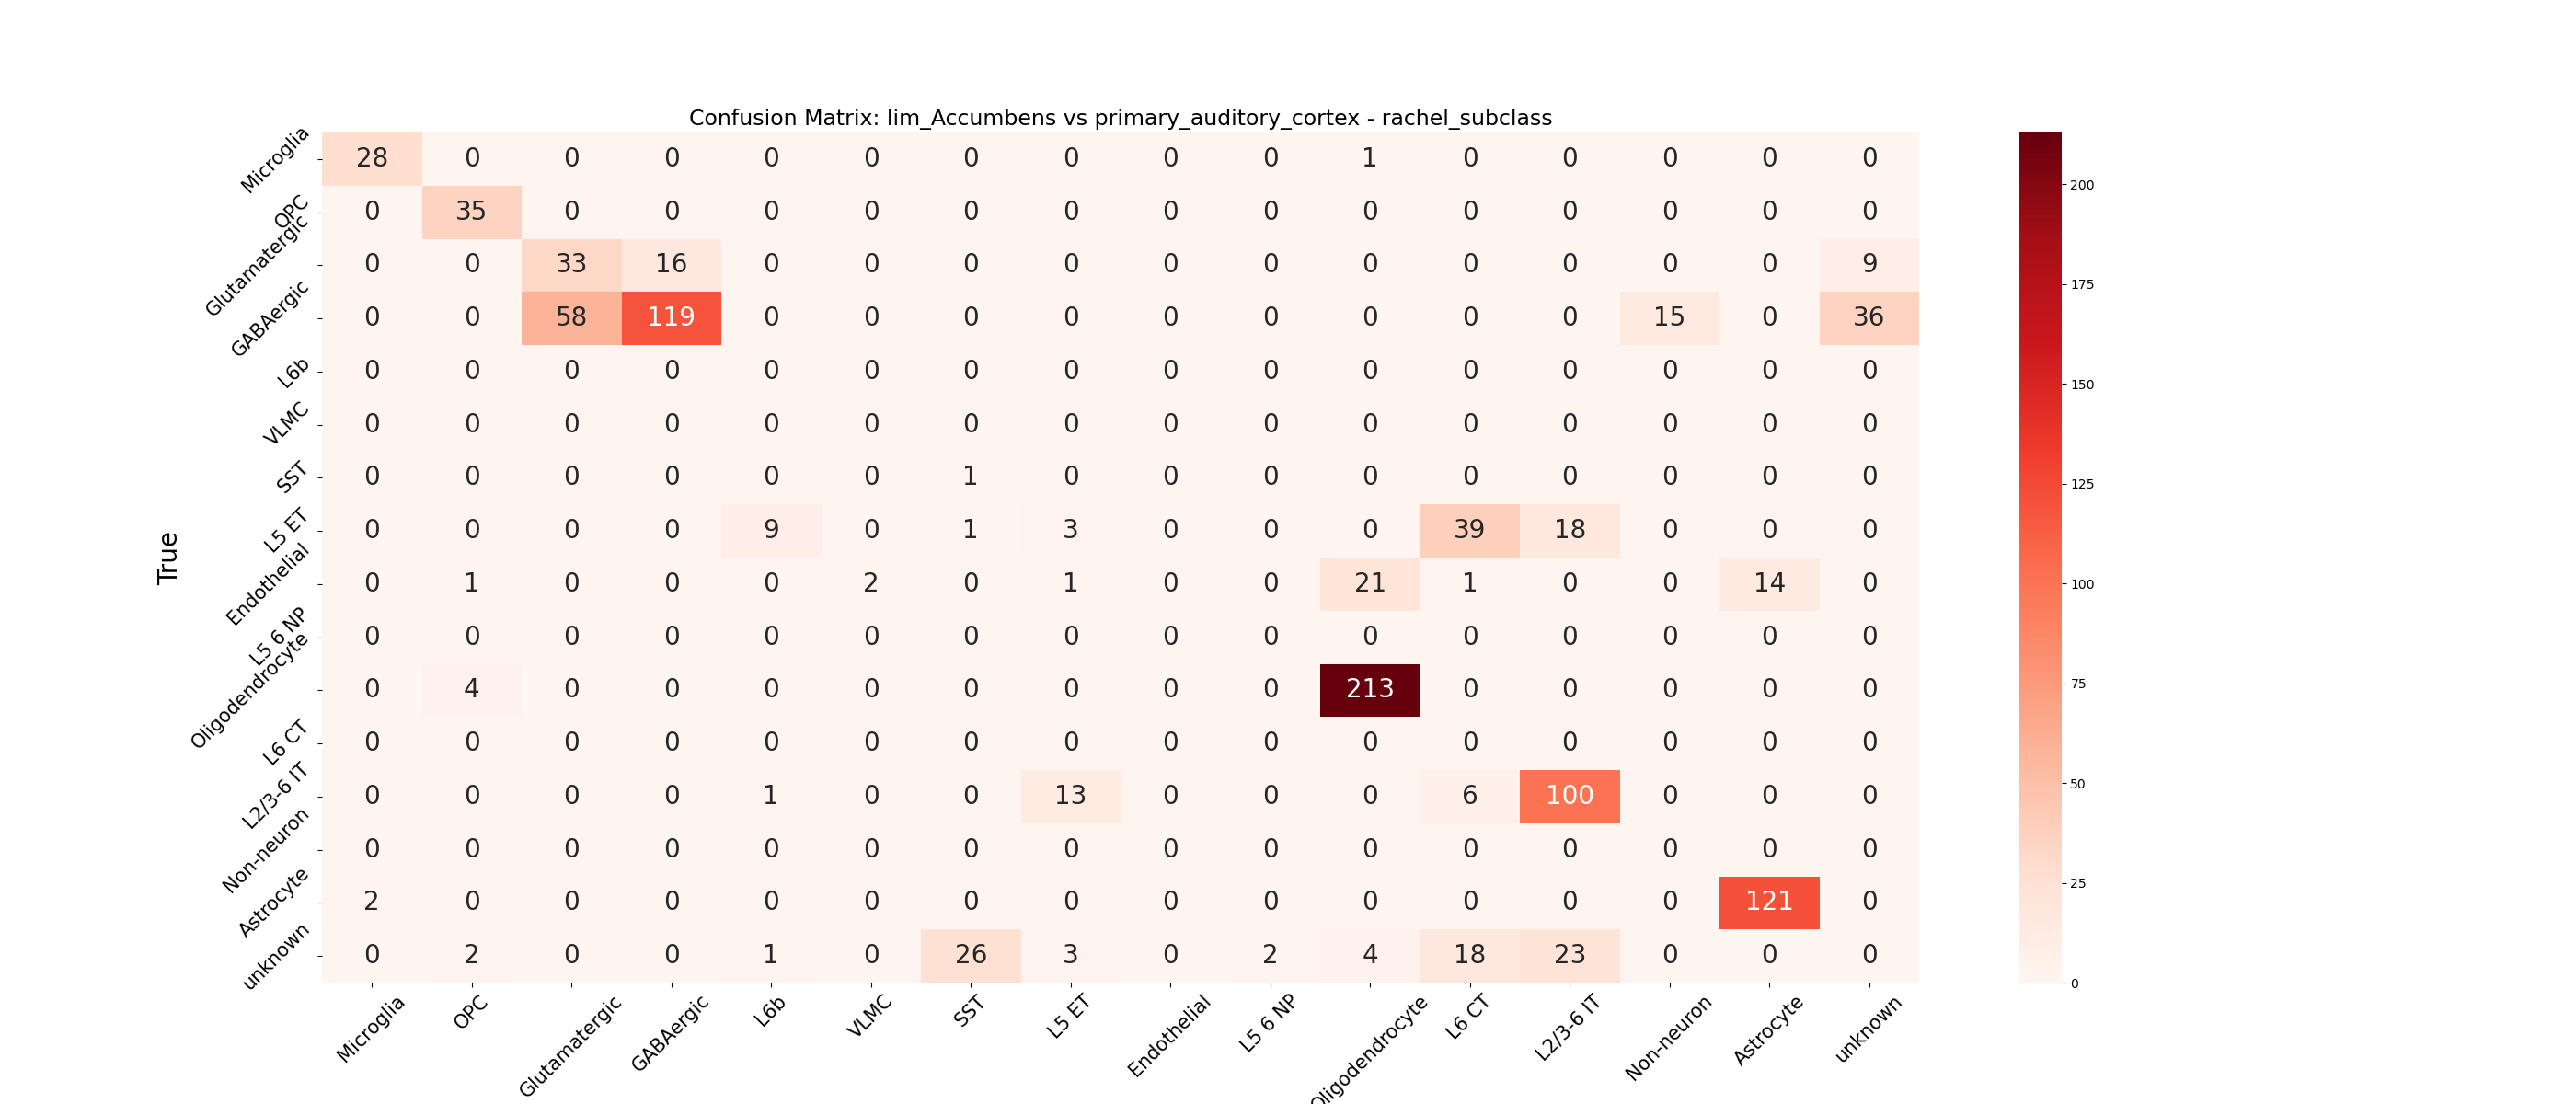 Confusion Matrix: lim_Accumbens vs primary_auditory_cortex - rachel_subclass
True
Microglia 28 0 0 0 0 0 0 0 0 0 1 0 0 0 0 0
OPC 0 35 0 0 0 0 0 0 0 0 0 0 0 0 0 0
Glutamatergic 0 0 33 16 0 0 0 0 0 0 0 0 0 0 0 9
GABAergic 0 0 58 119 0 0 0 0 0 0 0 0 0 15 0 36
L6b 0 0 0 0 0 0 0 0 0 0 0 0 0 0 0 0
VLMC 0 0 0 0 0 0 0 0 0 0 0 0 0 0 0 0
SST 0 0 0 0 0 0 1 0 0 0 0 0 0 0 0 0
L5 ET 0 0 0 0 9 0 1 3 0 0 0 39 18 0 0 0
Endothelial 0 1 0 0 0 2 0 1 0 0 21 1 0 0 14 0
L5 6 NP 0 0 0 0 0 0 0 0 0 0 0 0 0 0 0 0
Oligodendrocyte 0 4 0 0 0 0 0 0 0 0 213 0 0 0 0 0
L6 CT 0 0 0 0 0 0 0 0 0 0 0 0 0 0 0 0
L2/3-6 IT 0 0 0 0 1 0 0 13 0 0 0 6 100 0 0 0
Non-neuron 0 0 0 0 0 0 0 0 0 0 0 0 0 0 0 0
Astrocyte 2 0 0 0 0 0 0 0 0 0 0 0 0 0 121 0
unknown 0 2 0 0 1 0 26 3 0 2 4 18 23 0 0 0
Microglia OPC Glutamatergic GABAergic L6b VLMC SST L5 ET Endothelial L5 6 NP Oligodendrocyte L6 CT L2/3-6 IT Non-neuron Astrocyte unknown
200
175
150
125
100
75
50
25
0